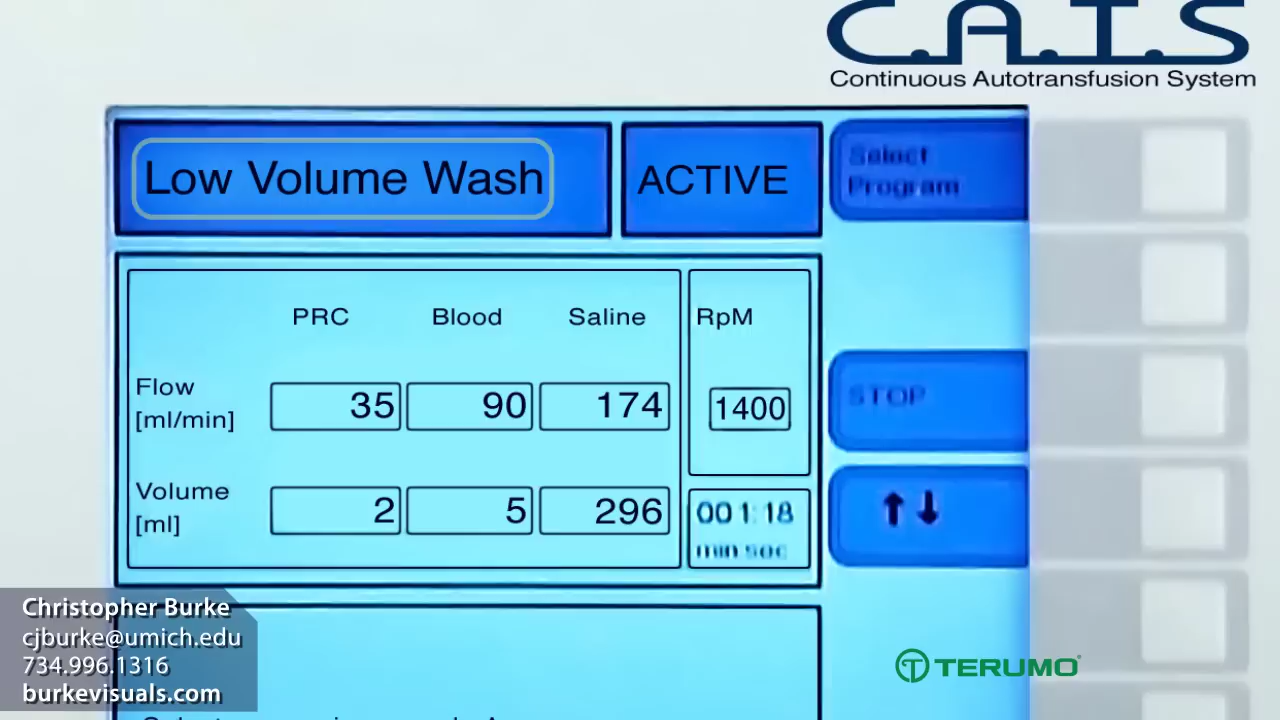 C.A.T.S
Continuous Autotransfusion System
Low Volume Wash
ACTIVE
Select
Program
PRC Blood Saline RpM
Flow
[ml/min]
35 90 174 1400
STOP
Volume
[ml]
2 5 296
001:18
min sec
↑↓
Christopher Burke
cjburke@umich.edu
734.996.1316
burkevisuals.com
TERUMO